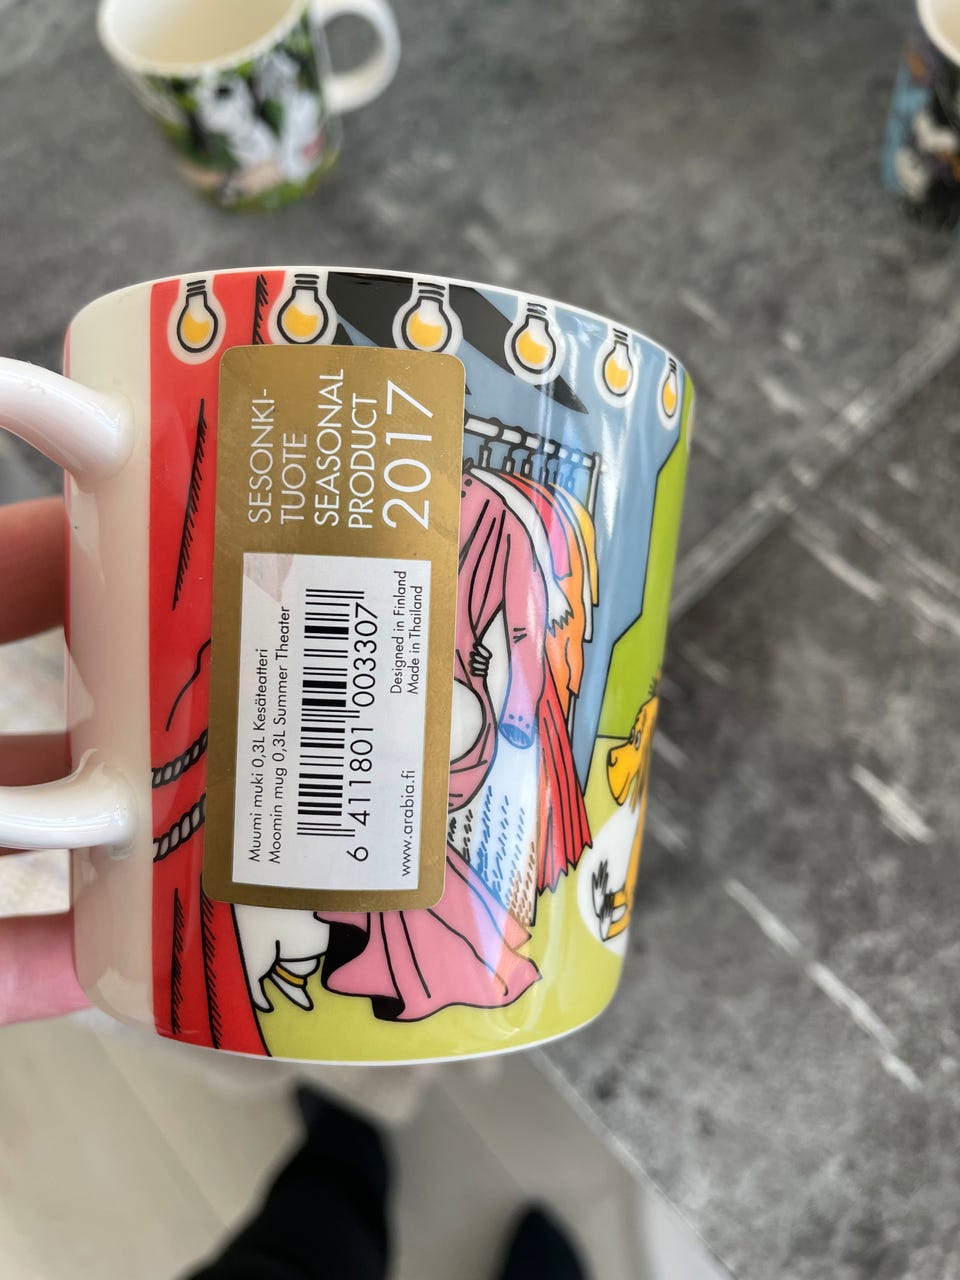 SESONKI-
TUOTE
SEASONAL
PRODUCT
2017
Muumi muki 0,3L Kesäteatteri
Moomin mug 0,3L Summer Theater
6 411801 003307
Designed in Finland
Made in Thailand
www.arabia.fi